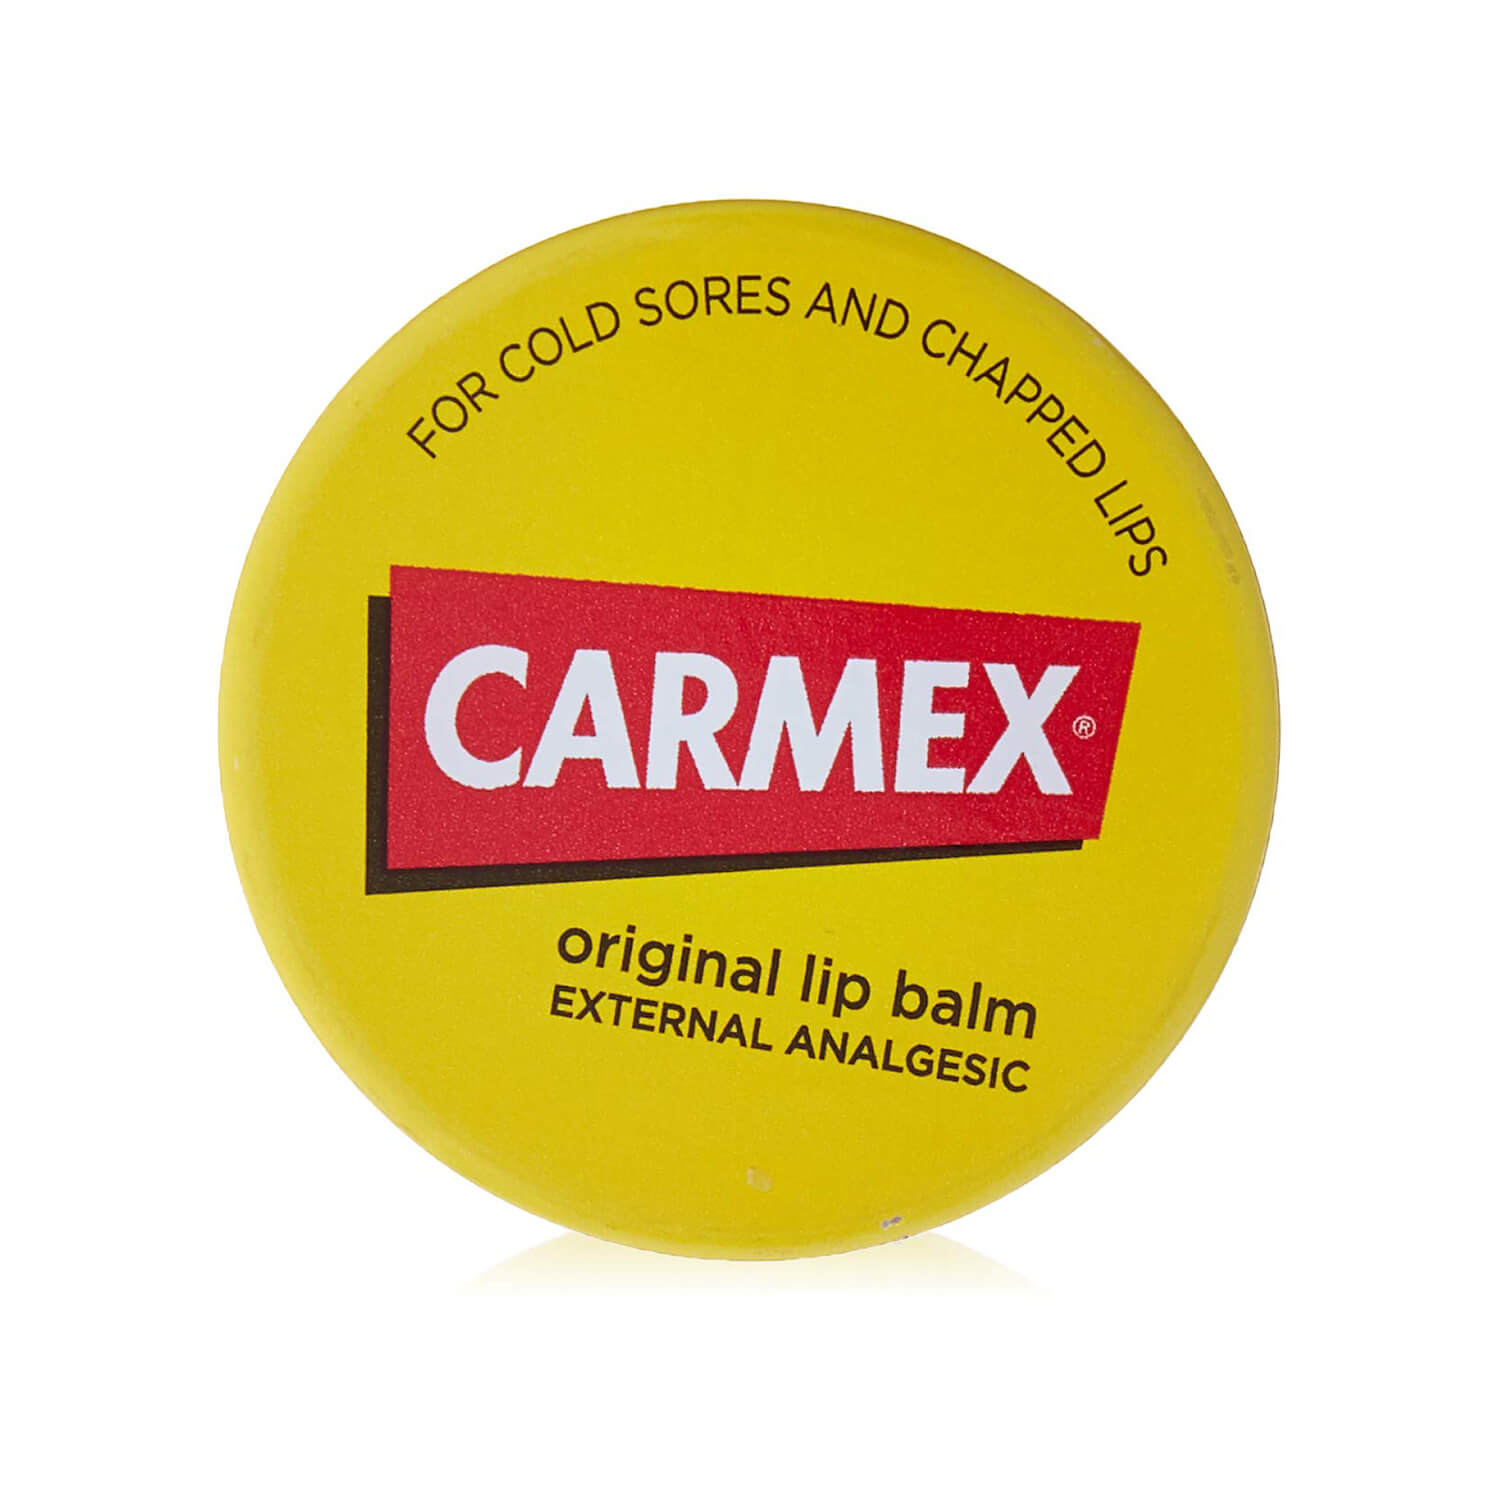 FOR COLD SORES AND CHAPPED LIPS
CARMEX®
original lip balm
EXTERNAL ANALGESIC